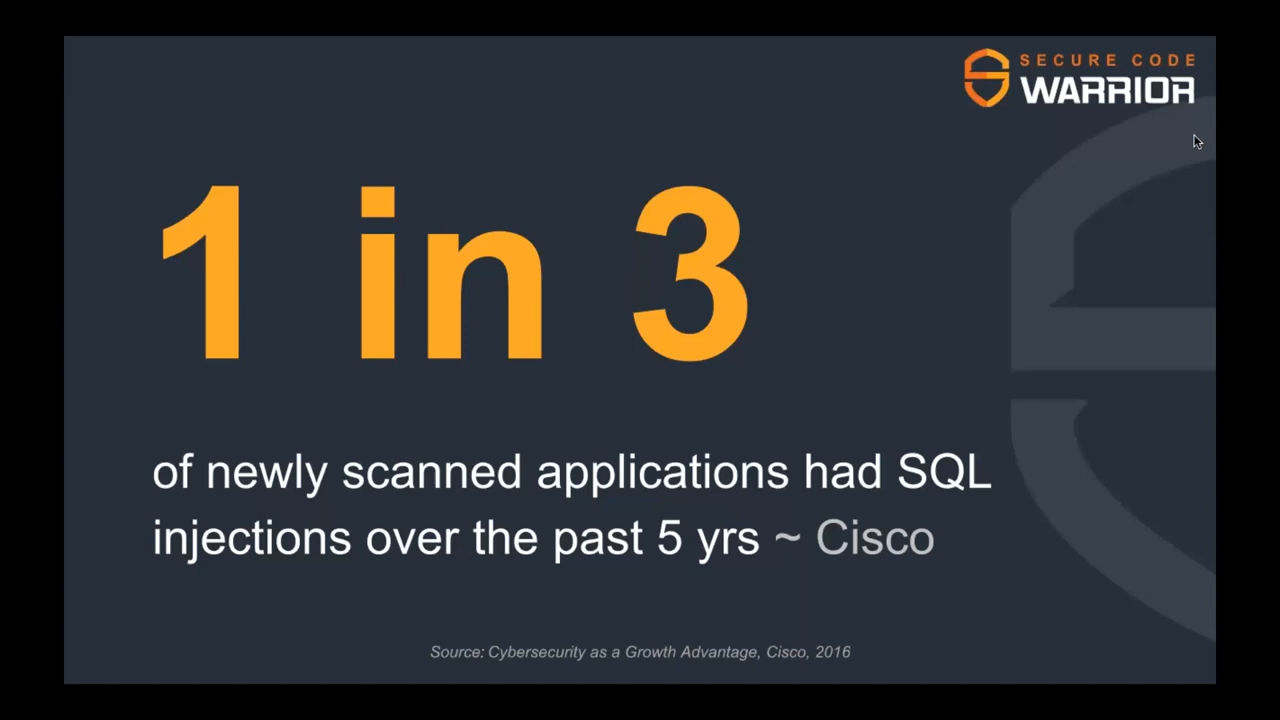 SECURE CODE
WARRIOR
1 in 3
of newly scanned applications had SQL
injections over the past 5 yrs ~ Cisco
Source: Cybersecurity as a Growth Advantage, Cisco, 2016